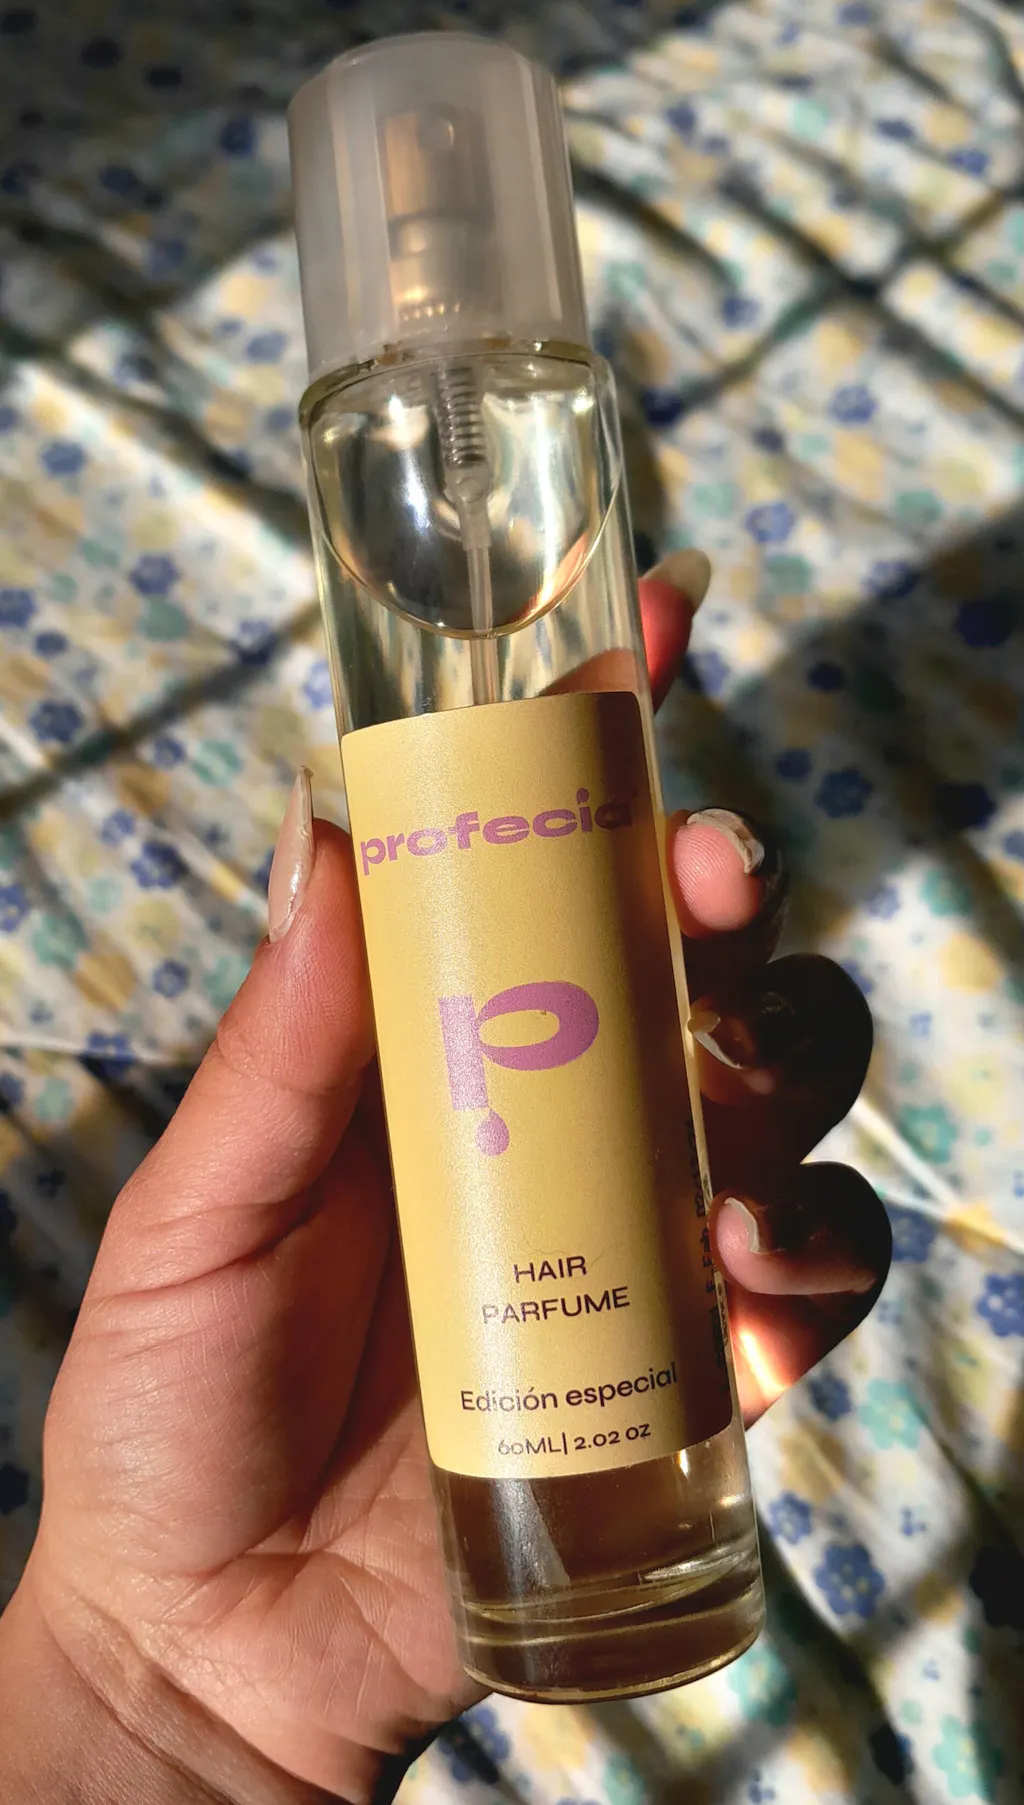 profecia
p
HAIR
PARFUME
Edición especial
60ML| 2.02 oz